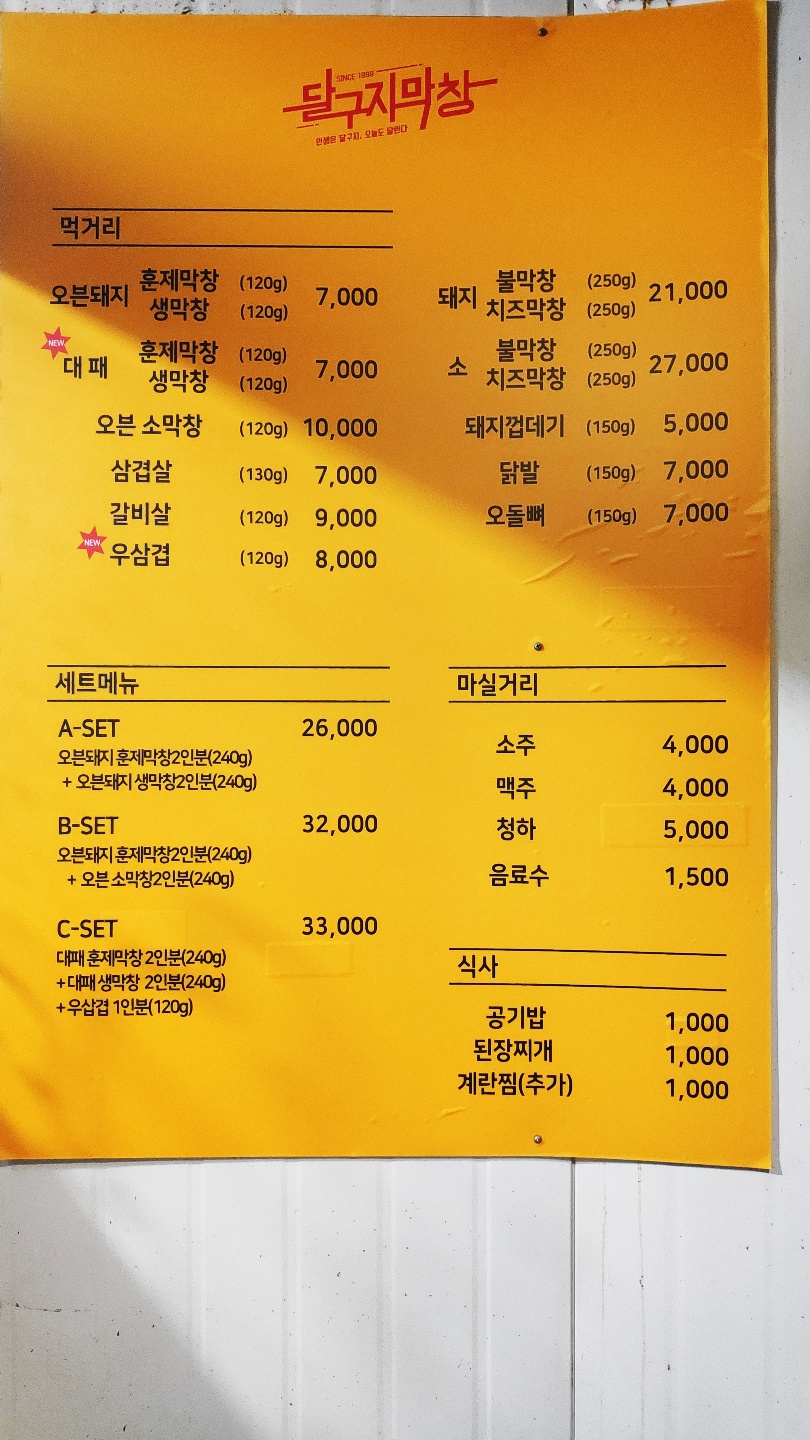 SINCE 1998
달구지막창
인생은 달구지, 오늘도 달린다
먹거리
오븐돼지 훈제막창 (120g) 생막창 (120g) 7,000
NEW
대패 훈제막창 (120g) 생막창 (120g) 7,000
오븐 소막창 (120g) 10,000
삼겹살 (130g) 7,000
갈비살 (120g) 9,000
NEW
우삼겹 (120g) 8,000
돼지 불막창 (250g) 치즈막창 (250g) 21,000
소 불막창 (250g) 치즈막창 (250g) 27,000
돼지껍데기 (150g) 5,000
닭발 (150g) 7,000
오돌뼈 (150g) 7,000
세트메뉴
A-SET 26,000
오븐돼지 훈제막창2인분(240g)
+ 오븐돼지 생막창2인분(240g)
B-SET 32,000
오븐돼지 훈제막창2인분(240g)
+ 오븐 소막창2인분(240g)
C-SET 33,000
대패 훈제막창 2인분(240g)
+대패 생막창 2인분(240g)
+우삽겹 1인분(120g)
마실거리
소주 4,000
맥주 4,000
청하 5,000
음료수 1,500
식사
공기밥 1,000
된장찌개 1,000
계란찜(추가) 1,000